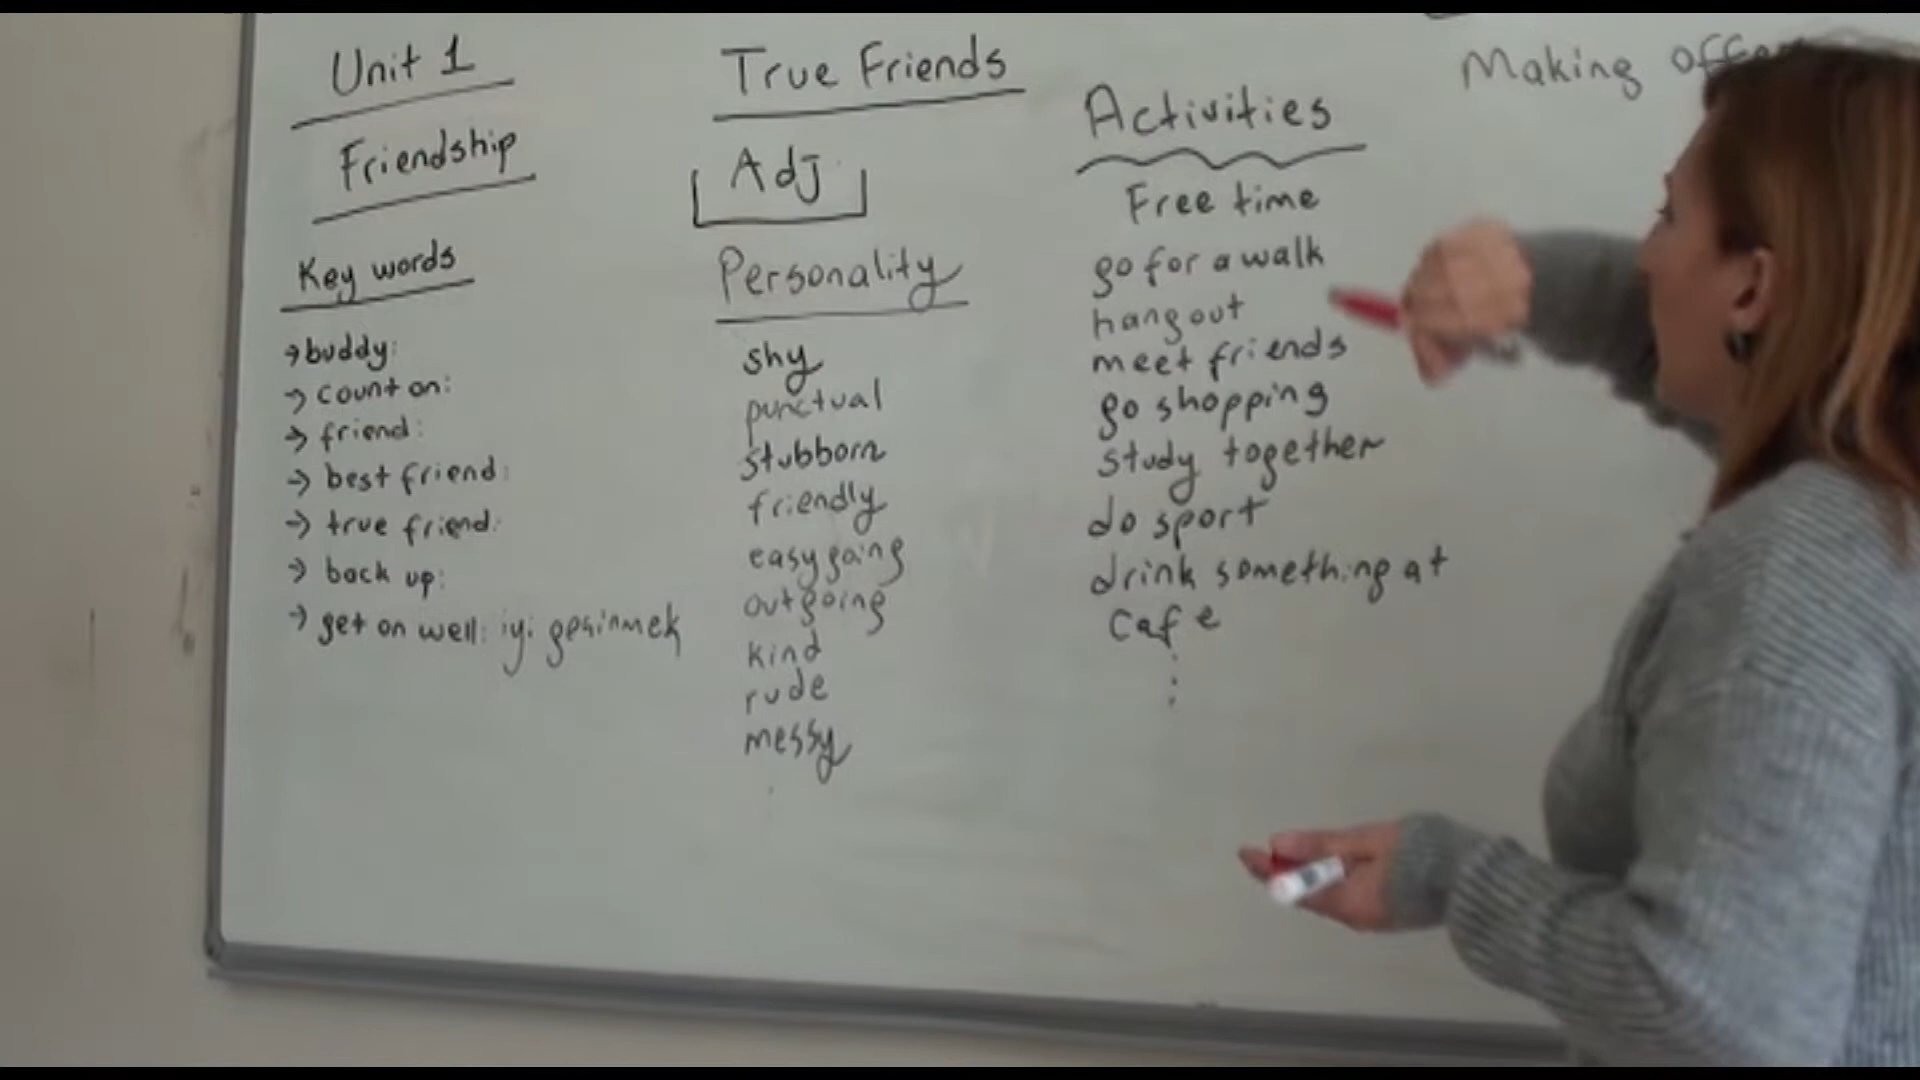 Unit 1
Friendship
Key words
→ buddy:
→ count on:
→ friend:
→ best friend:
→ true friend:
→ back up:
→ get on well: iyi geçinmek
True Friends
Adj
Personality
shy
punctual
stubborn
friendly
easygoing
outgoing
kind
rude
messy
Activities
Free time
go for a walk
hang out
meet friends
go shopping
study together
do sport
drink something at
cafe
Making